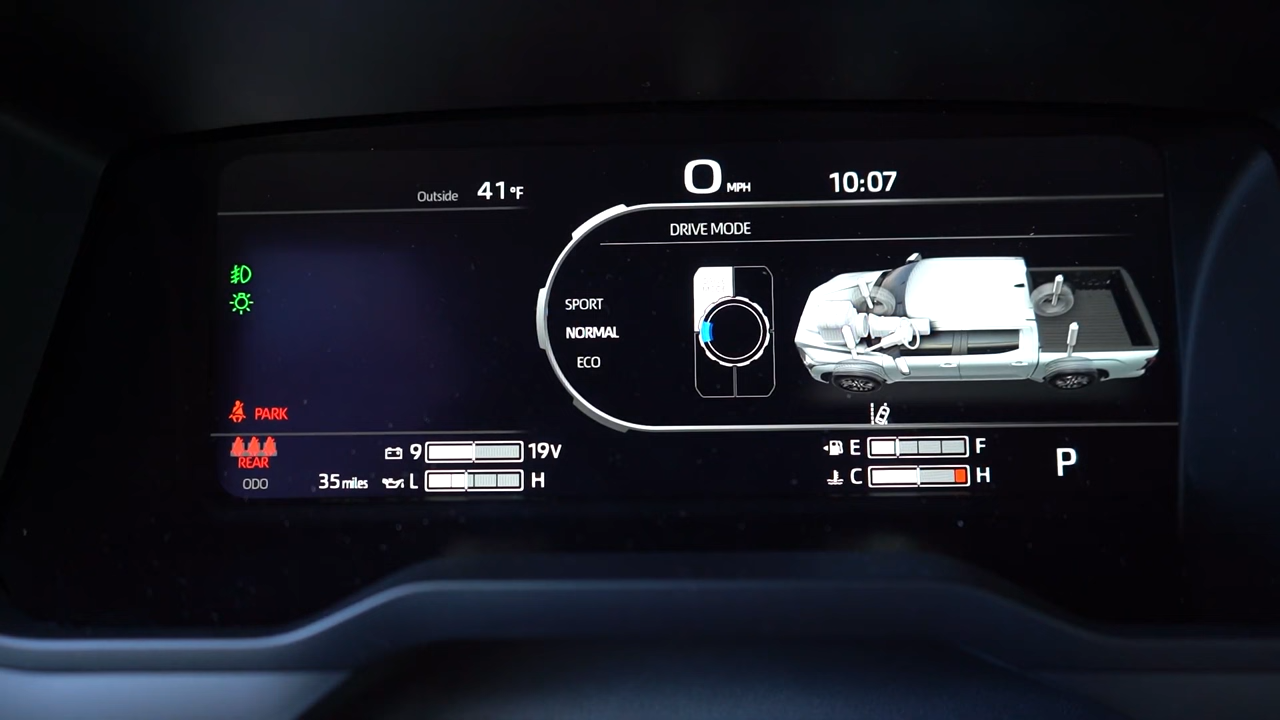 Outside 41°F
0 MPH
10:07
DRIVE MODE
SPORT
NORMAL
ECO
PARK
REAR
ODO 35 miles
9 19V
L H
E F
C H
P